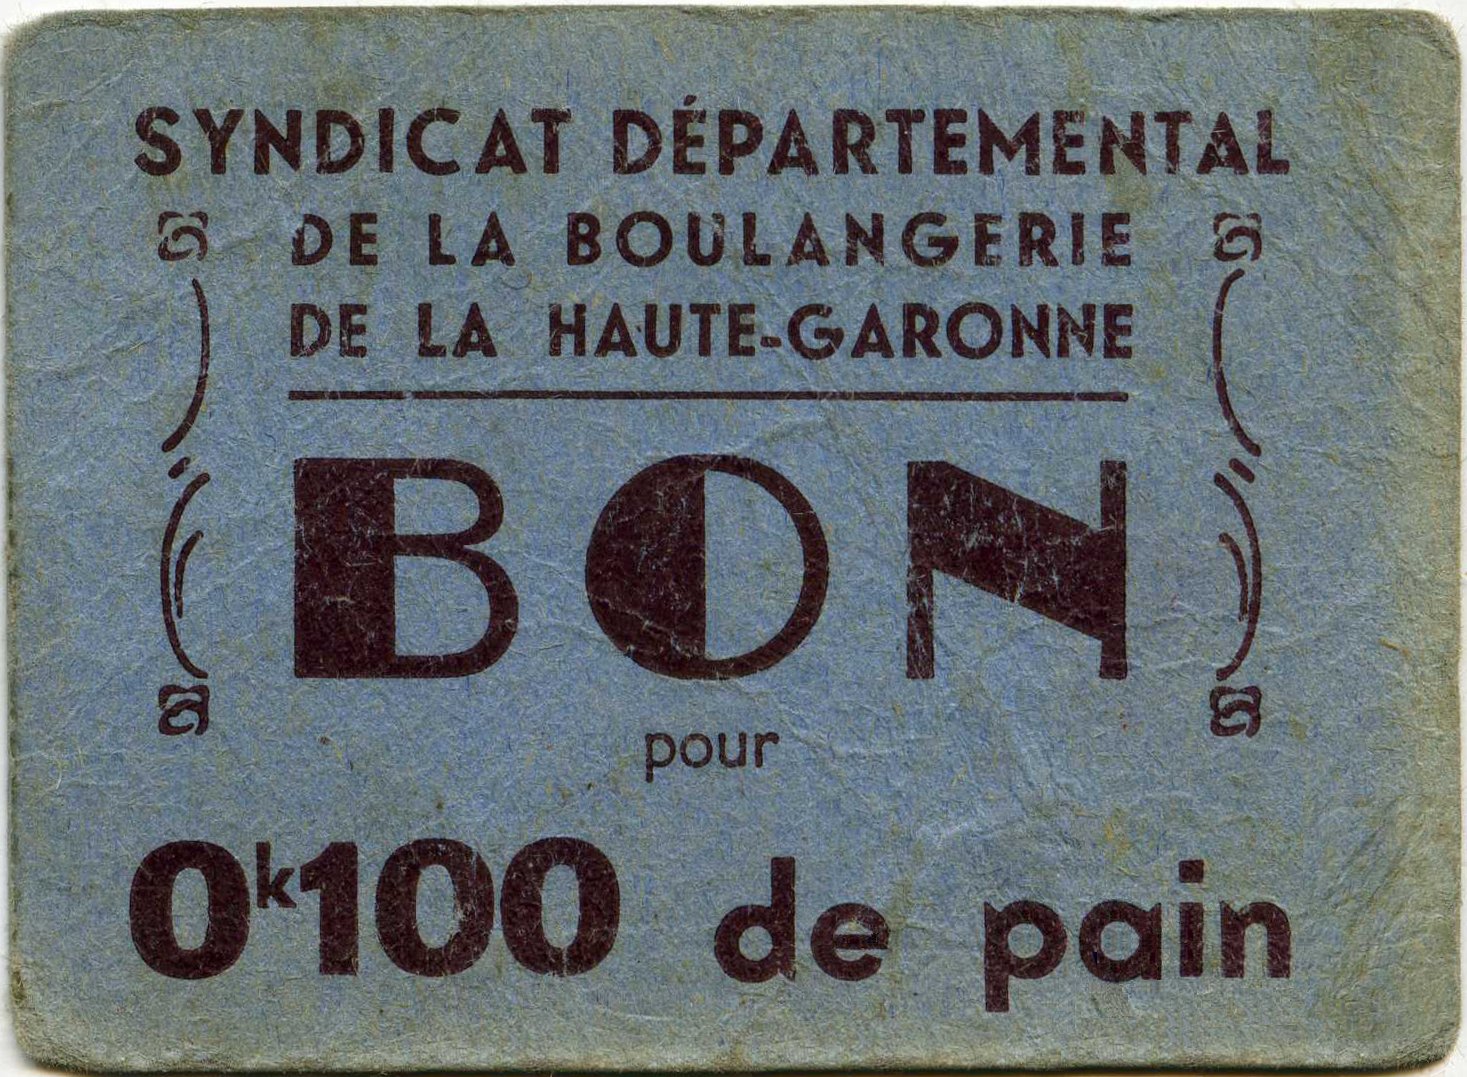 SYNDICAT DÉPARTEMENTAL
DE LA BOULANGERIE
DE LA HAUTE-GARONNE
BON
pour
0k100 de pain